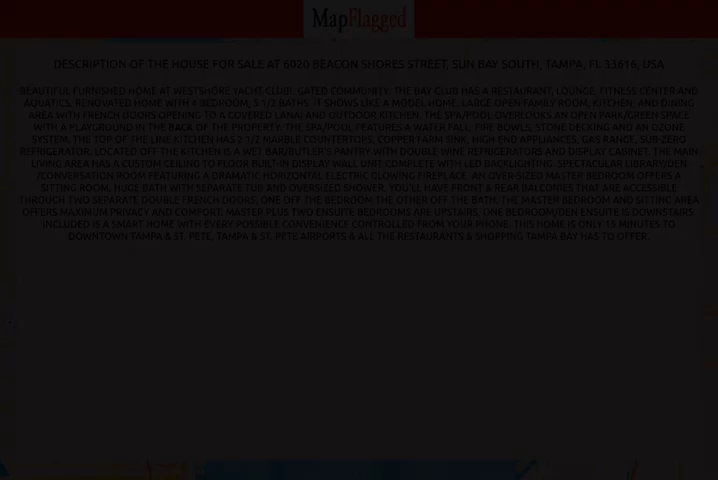 MapFlagged
DESCRIPTION OF THE HOUSE FOR SALE AT 6020 BEACON SHORES STREET, SUN BAY SOUTH, TAMPA, FL 33616, USA
BEAUTIFUL FURNISHED HOME AT WESTSHORE YACHT CLUB. GATED COMMUNITY. THE BAY CLUB HAS A RESTAURANT, LOUNGE, FITNESS CENTER AND
AQUATICS. RENOVATED HOME WITH 4 BEDROOM, 5 1/2 BATHS. IT SHOWS LIKE A MODEL HOME, LARGE OPEN FAMILY ROOM, KITCHEN, AND DINING
AREA WITH FRENCH DOORS OPENING TO A COVERED LANAI AND OUTDOOR KITCHEN. THE SPA/POOL OVERLOOKS AN OPEN PARK/GREEN SPACE
WITH A PLAYGROUND IN THE BACK OF THE PROPERTY. THE SPA/POOL FEATURES A WATER FALL, FIRE BOWLS, STONE DECKING AND AN OZONE
SYSTEM. THE TOP OF THE LINE KITCHEN HAS 2 1/2 MARBLE COUNTERTOPS, COPPER FARM SINK, HIGH END APPLIANCES, GAS RANGE, SUB-ZERO
REFRIGERATOR. LOCATED OFF THE KITCHEN IS A WET BAR/BUTLER'S PANTRY WITH DOUBLE WINE REFRIGERATORS AND DISPLAY CABINET. THE MAIN
LIVING AREA HAS A CUSTOM CEILING TO FLOOR BUILT-IN DISPLAY WALL UNIT COMPLETE WITH LED BACKLIGHTING. SPECTACULAR LIBRARY/DEN
/CONVERSATION ROOM FEATURING A DRAMATIC HORIZONTAL ELECTRIC GLOWING FIREPLACE. AN OVER-SIZED MASTER BEDROOM OFFERS A
SITTING ROOM, HUGE BATH WITH SEPARATE TUB AND OVERSIZED SHOWER. YOU'LL HAVE FRONT & REAR BALCONIES THAT ARE ACCESSIBLE
THROUGH TWO SEPARATE DOUBLE FRENCH DOORS, ONE OFF THE BEDROOM THE OTHER OFF THE BATH. THE MASTER BEDROOM AND SITTING AREA
OFFERS MAXIMUM PRIVACY AND COMFORT. MASTER PLUS TWO ENSUITE BEDROOMS ARE UPSTAIRS, ONE BEDROOM/DEN ENSUITE IS DOWNSTAIRS.
INCLUDED IS A SMART HOME WITH EVERY POSSIBLE CONVENIENCE CONTROLLED FROM YOUR PHONE. THIS HOME IS ONLY 15 MINUTES TO
DOWNTOWN TAMPA & ST. PETE, TAMPA & ST. PETE AIRPORTS & ALL THE RESTAURANTS & SHOPPING TAMPA BAY HAS TO OFFER.